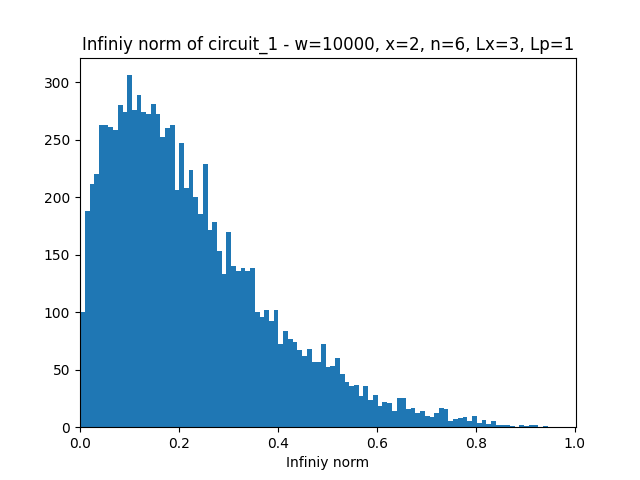 Infiniy norm of circuit_1 - w=10000, x=2, n=6, Lx=3, Lp=1
300
250
200
150
100
50
0
0.0 0.2 0.4 0.6 0.8 1.0
Infiniy norm